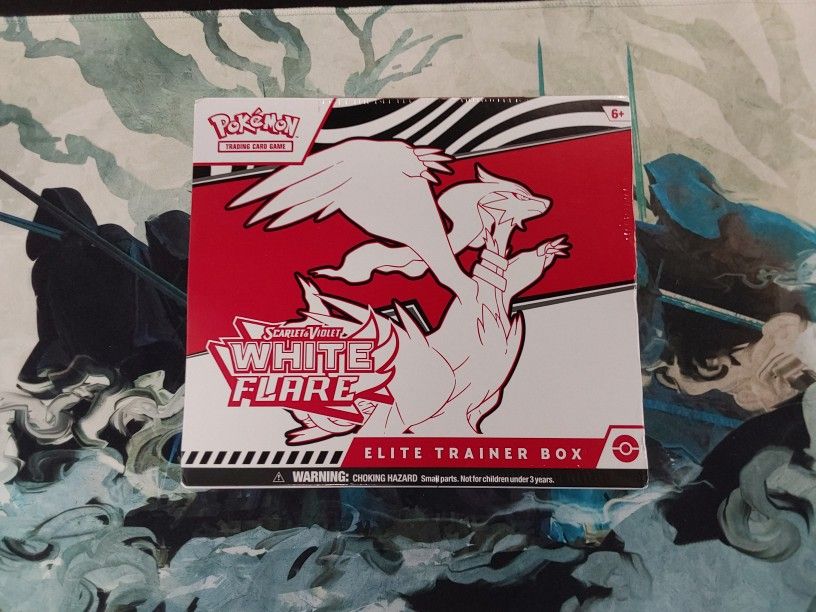 POKéMON
TRADING CARD GAME
6+
SCARLET & VIOLET
WHITE
FLARE
ELITE TRAINER BOX
WARNING: CHOKING HAZARD Small parts. Not for children under 3 years.